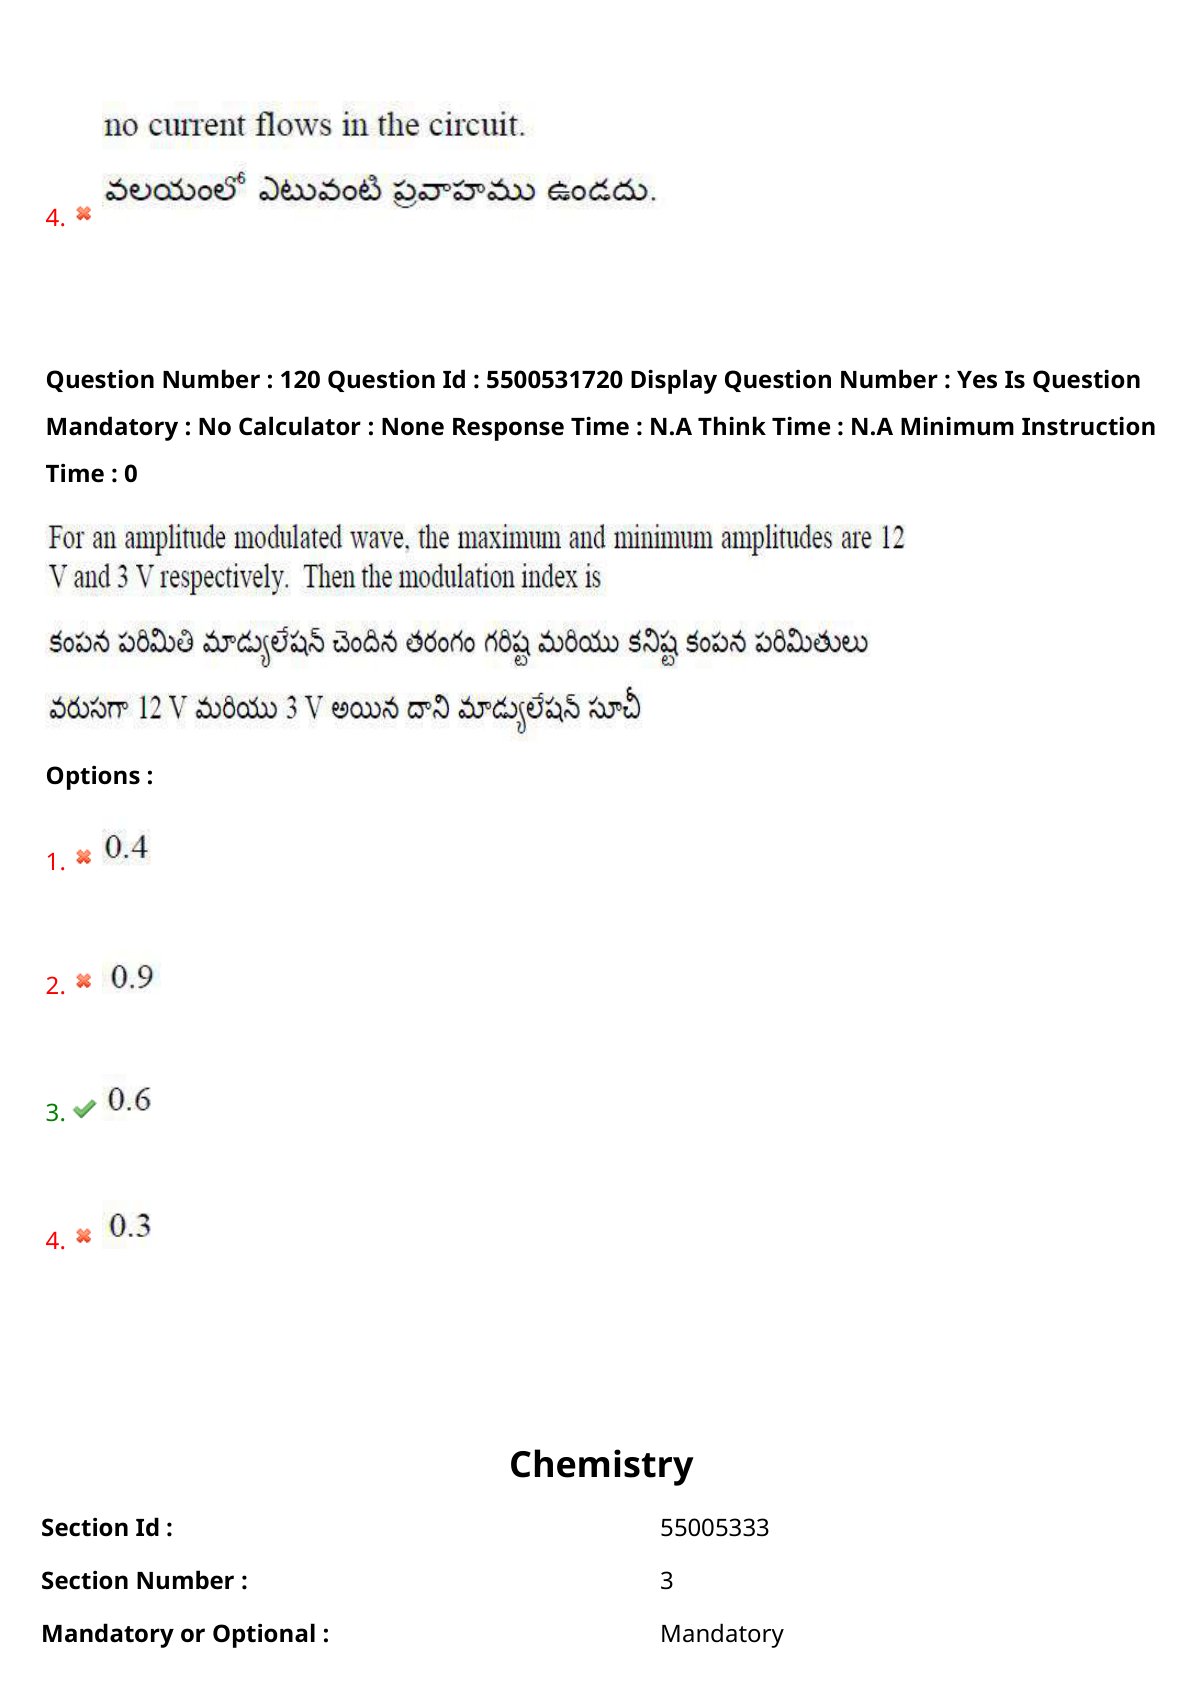 no current flows in the circuit.
వలయంలో ఎటువంటి ప్రవాహము ఉండదు.
4.
Question Number : 120 Question Id : 5500531720 Display Question Number : Yes Is Question
Mandatory : No Calculator : None Response Time : N.A Think Time : N.A Minimum Instruction
Time : 0
For an amplitude modulated wave, the maximum and minimum amplitudes are 12
V and 3 V respectively. Then the modulation index is
కంపన పరిమితి మాడ్యులేషన్ చెందిన తరంగం గరిష్ట మరియు కనిష్ట కంపన పరిమితులు
వరుసగా 12 V మరియు 3 V అయిన దాని మాడ్యులేషన్ సూచీ
Options :
1. 0.4
2. 0.9
3. 0.6
4. 0.3
Chemistry
Section Id : 55005333
Section Number : 3
Mandatory or Optional : Mandatory